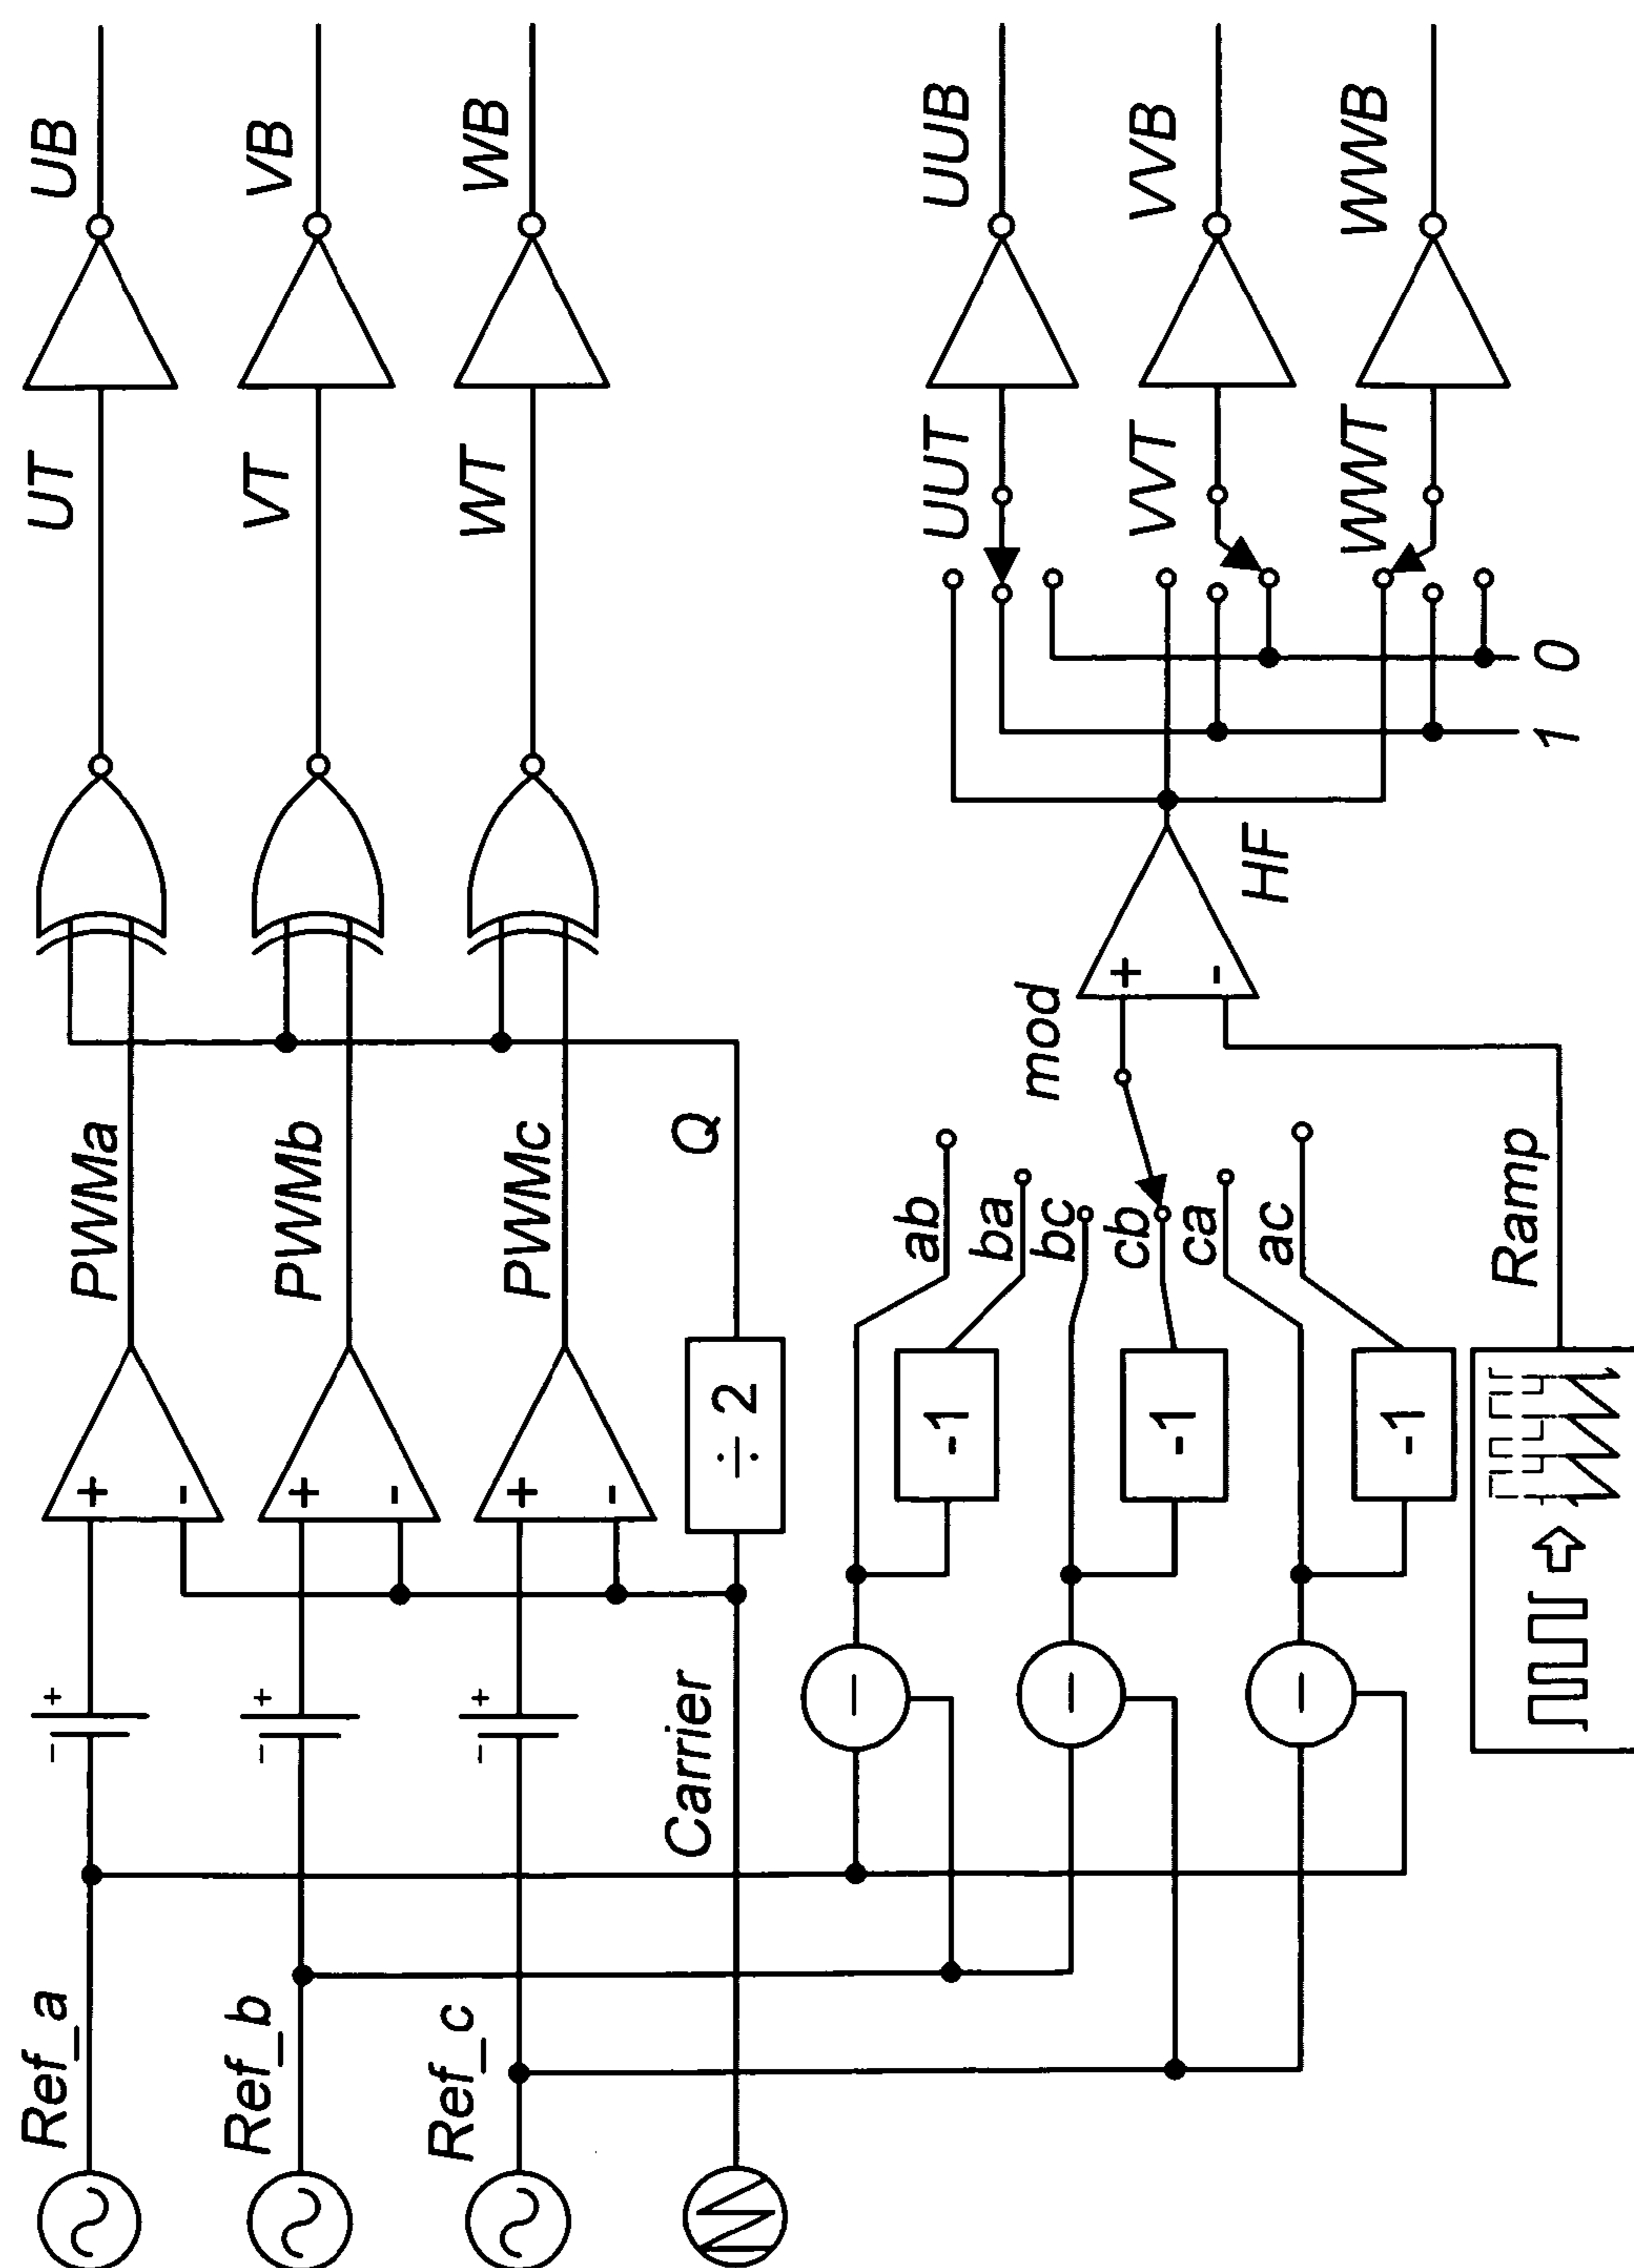 Ref_a
− +
+
-
PWMa
UT
UB
Ref_b
− +
+
-
PWMb
VT
VB
Ref_c
− +
+
-
PWMc
WT
WB
Carrier
÷ 2
Q
−
ab
-1
ba
UUT
UUB
−
bc
-1
cb
mod
+
-
HF
VVT
VVB
−
ca
-1
ac
WWT
WWB
Ramp
1
0